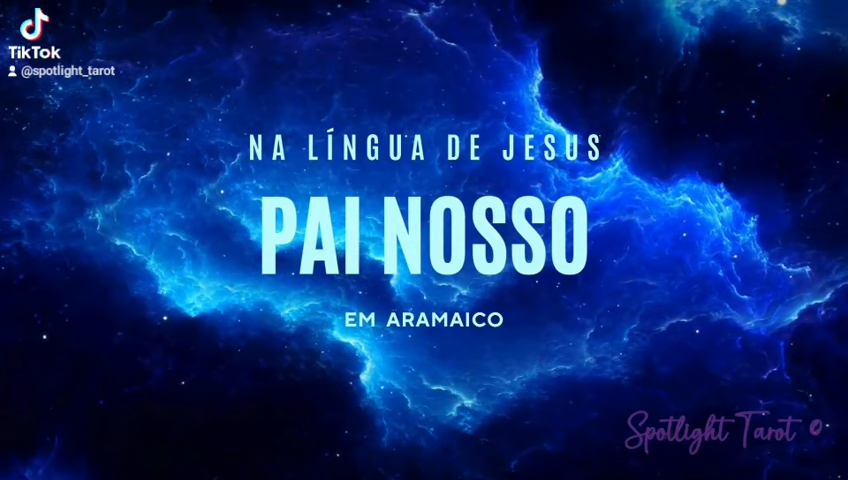 TikTok
@spotlight_tarot
NA LÍNGUA DE JESUS
PAI NOSSO
EM ARAMAICO
Spotlight Tarot ©